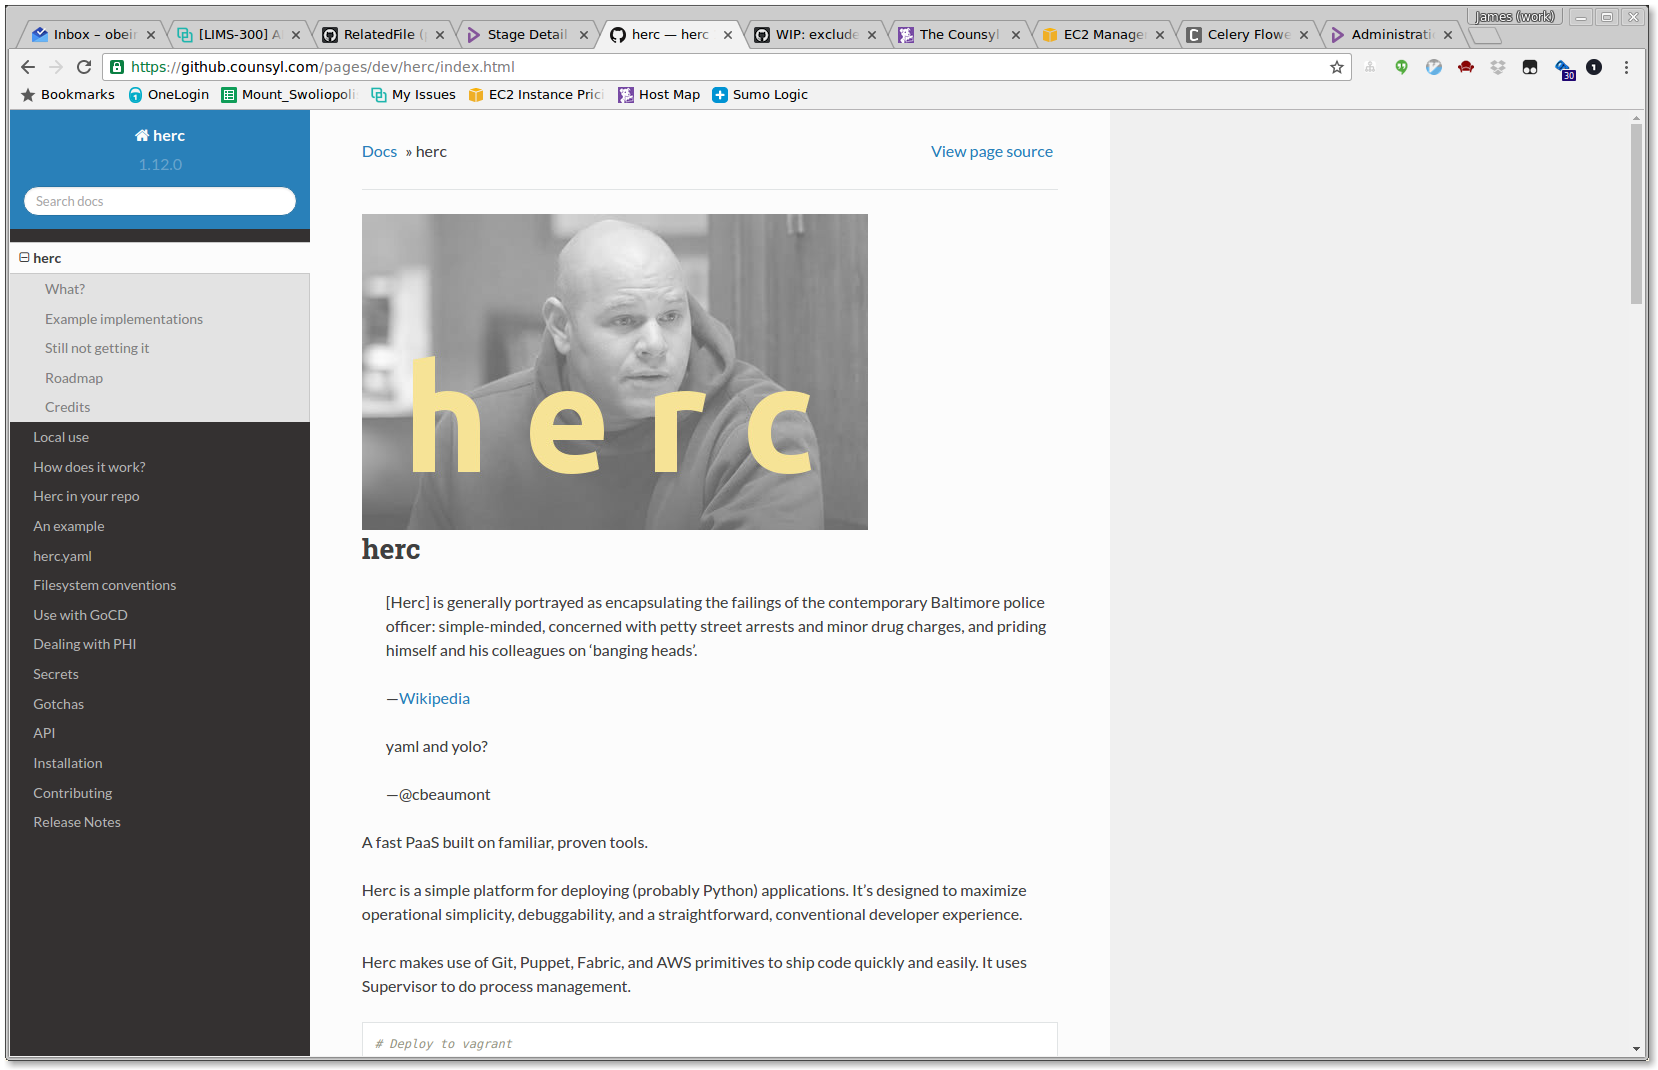 James (work)
Inbox – obei
[LIMS-300] A
RelatedFile (
Stage Detail
herc — herc
WIP: exclude
The Counsyl
EC2 Manage
Celery Flowe
Administrati
https://github.counsyl.com/pages/dev/herc/index.html
30
Bookmarks
OneLogin
Mount_Swoliopoli
My Issues
EC2 Instance Prici
Host Map
Sumo Logic
herc
1.12.0
Search docs
herc
What?
Example implementations
Still not getting it
Roadmap
Credits
Local use
How does it work?
Herc in your repo
An example
herc.yaml
Filesystem conventions
Use with GoCD
Dealing with PHI
Secrets
Gotchas
API
Installation
Contributing
Release Notes
Docs » herc
View page source
herc
herc
[Herc] is generally portrayed as encapsulating the failings of the contemporary Baltimore police
officer: simple-minded, concerned with petty street arrests and minor drug charges, and priding
himself and his colleagues on ‘banging heads’.
—Wikipedia
yaml and yolo?
—@cbeaumont
A fast PaaS built on familiar, proven tools.
Herc is a simple platform for deploying (probably Python) applications. It’s designed to maximize
operational simplicity, debuggability, and a straightforward, conventional developer experience.
Herc makes use of Git, Puppet, Fabric, and AWS primitives to ship code quickly and easily. It uses
Supervisor to do process management.
# Deploy to vagrant